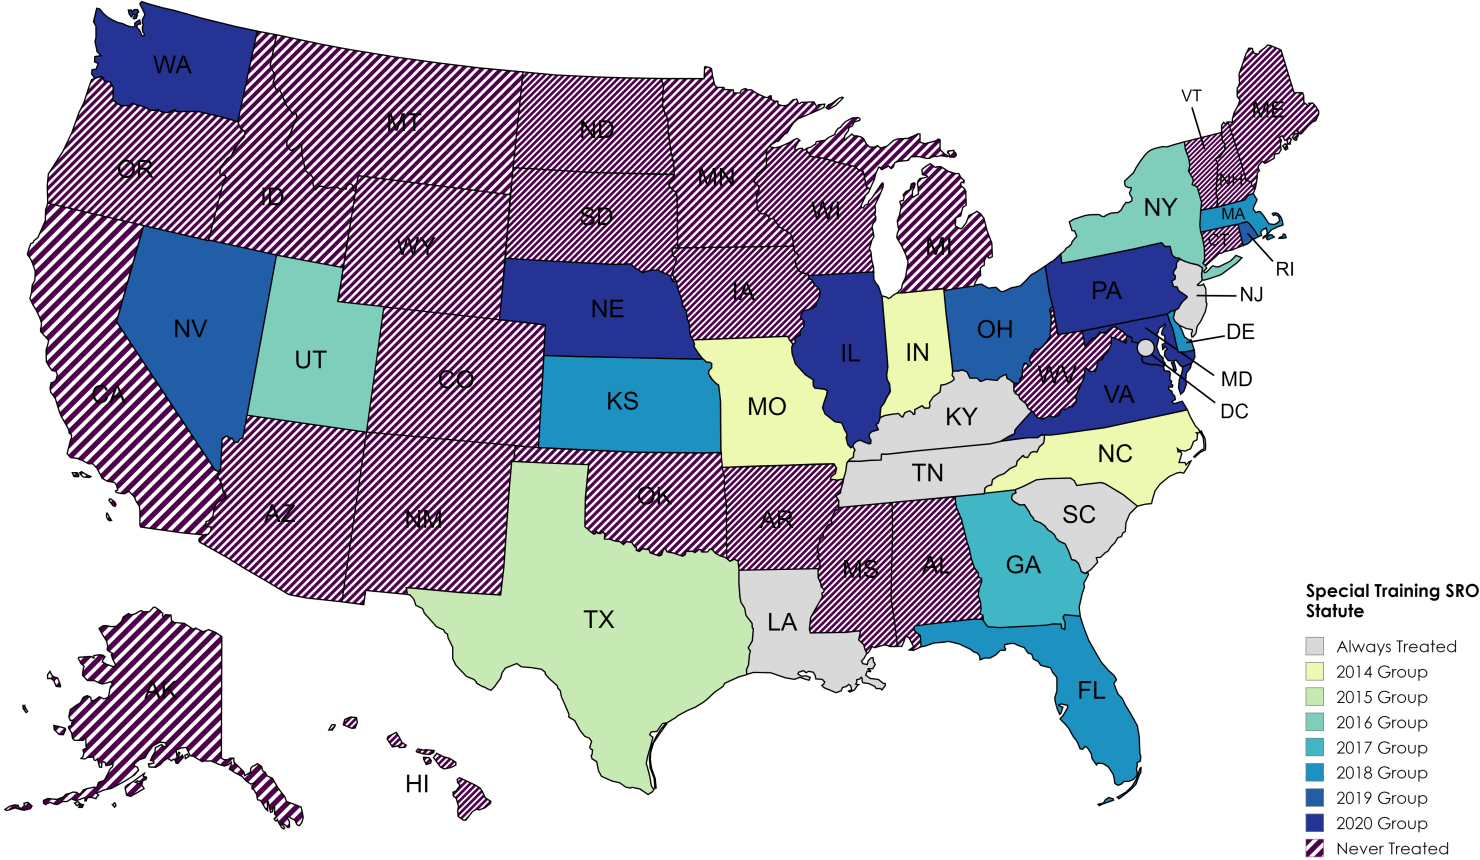 WA
MT
ND
MN
OR
ID
WY
SD
WI
MI
ME
VT
NH
NY
MA
CT
RI
NJ
PA
DE
MD
DC
NV
UT
CO
NE
IA
IL
IN
OH
WV
VA
CA
KS
MO
KY
NC
TN
SC
AZ
NM
OK
AR
MS
AL
GA
TX
LA
FL
AK
HI
Special Training SRO
Statute
Always Treated
2014 Group
2015 Group
2016 Group
2017 Group
2018 Group
2019 Group
2020 Group
Never Treated